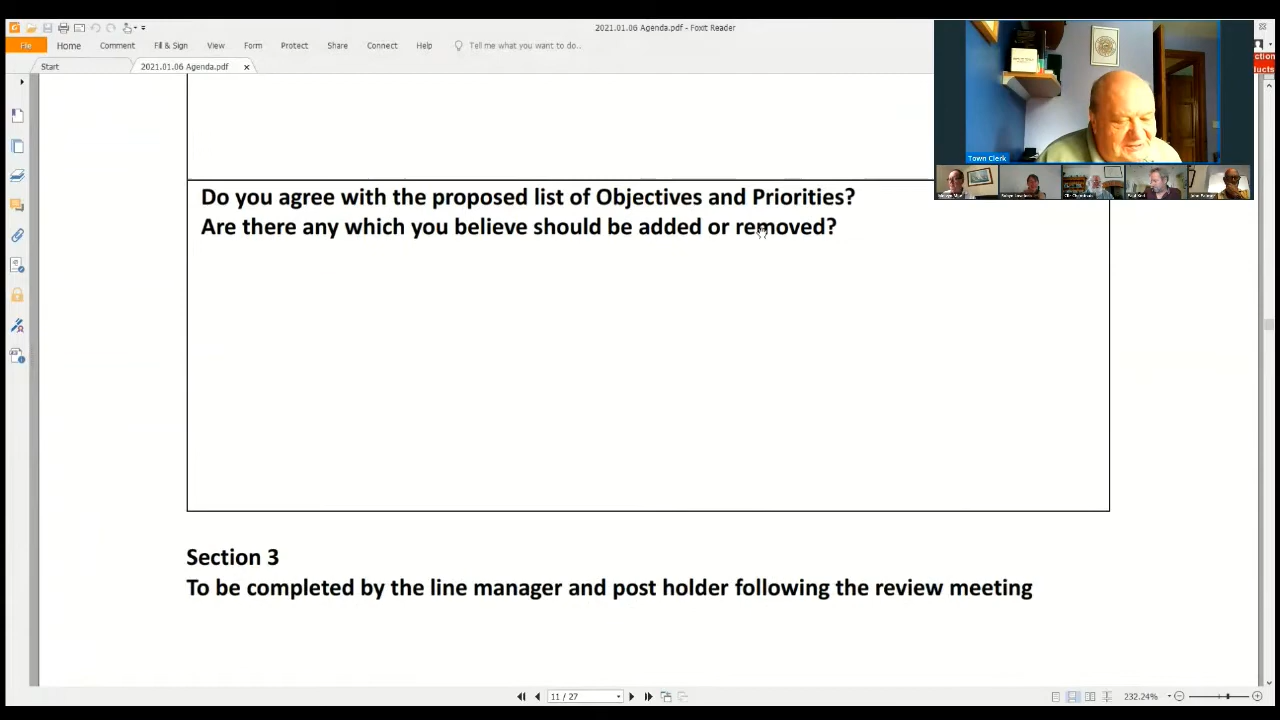 2021.01.06 Agenda.pdf - Foxit Reader
File Home Comment Fill & Sign View Form Protect Share Connect Help Tell me what you want to do...
Start 2021.01.06 Agenda.pdf
Town Clerk
Do you agree with the proposed list of Objectives and Priorities?
Are there any which you believe should be added or removed?
Section 3
To be completed by the line manager and post holder following the review meeting
11 / 27
232.24%